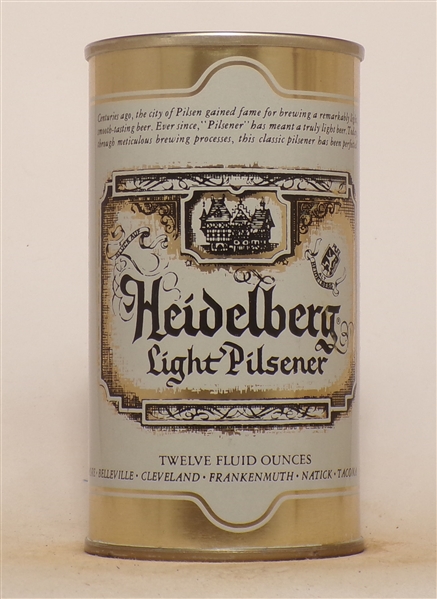 Centuries ago, the city of Pilsen gained fame for brewing a remarkably
smooth-tasting beer. Ever since, "Pilsener" has meant a truly light beer.
through meticulous brewing processes, this classic pilsener has been
Heidelberg
Light Pilsener
TWELVE FLUID OUNCES
· BELLEVILLE · CLEVELAND · FRANKENMUTH · NATICK ·